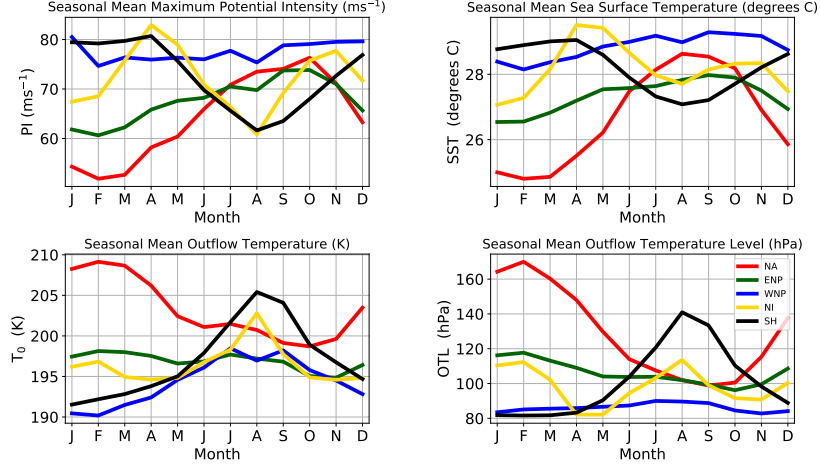 Seasonal Mean Maximum Potential Intensity (ms⁻¹)
PI (ms⁻¹)
80
70
60
J F M A M J J A S O N D
Month
Seasonal Mean Sea Surface Temperature (degrees C)
SST (degrees C)
28
26
J F M A M J J A S O N D
Month
Seasonal Mean Outflow Temperature (K)
T₀ (K)
210
205
200
195
190
J F M A M J J A S O N D
Month
Seasonal Mean Outflow Temperature Level (hPa)
OTL (hPa)
160
140
120
100
80
NA
ENP
WNP
NI
SH
J F M A M J J A S O N D
Month